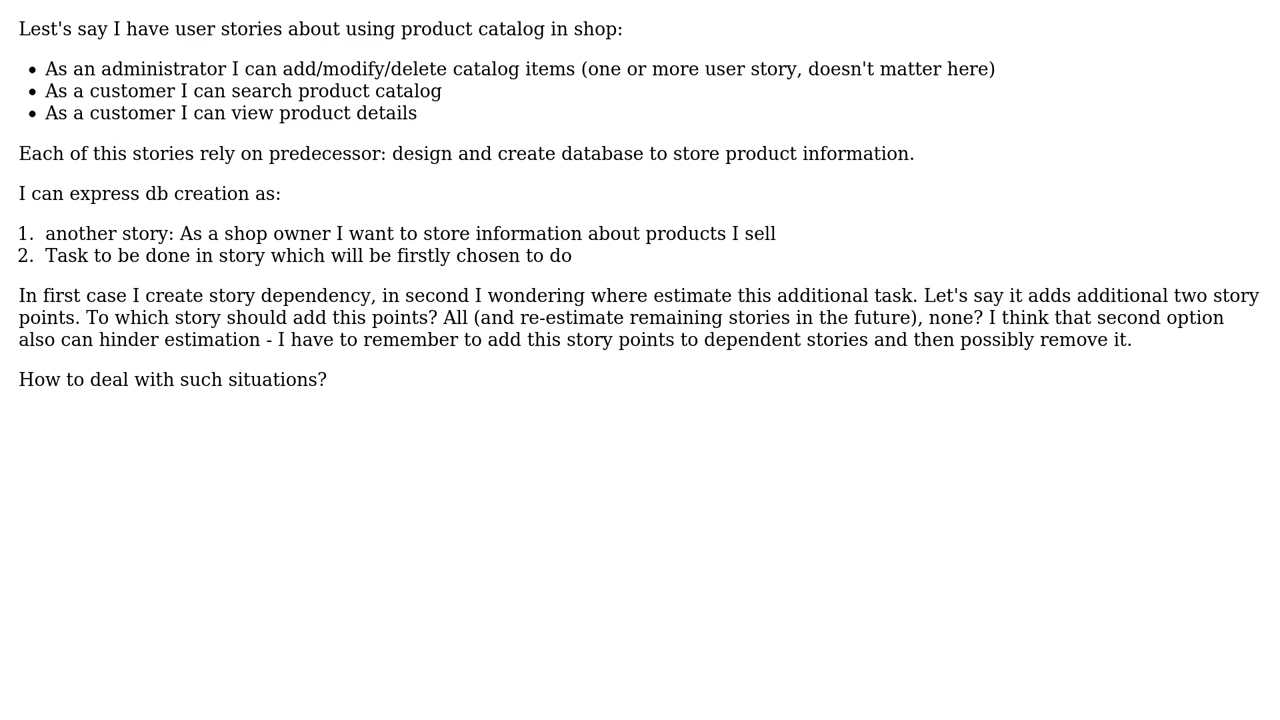 Lest's say I have user stories about using product catalog in shop:
• As an administrator I can add/modify/delete catalog items (one or more user story, doesn't matter here)
• As a customer I can search product catalog
• As a customer I can view product details
Each of this stories rely on predecessor: design and create database to store product information.
I can express db creation as:
1. another story: As a shop owner I want to store information about products I sell
2. Task to be done in story which will be firstly chosen to do
In first case I create story dependency, in second I wondering where estimate this additional task. Let's say it adds additional two story
points. To which story should add this points? All (and re-estimate remaining stories in the future), none? I think that second option
also can hinder estimation - I have to remember to add this story points to dependent stories and then possibly remove it.
How to deal with such situations?